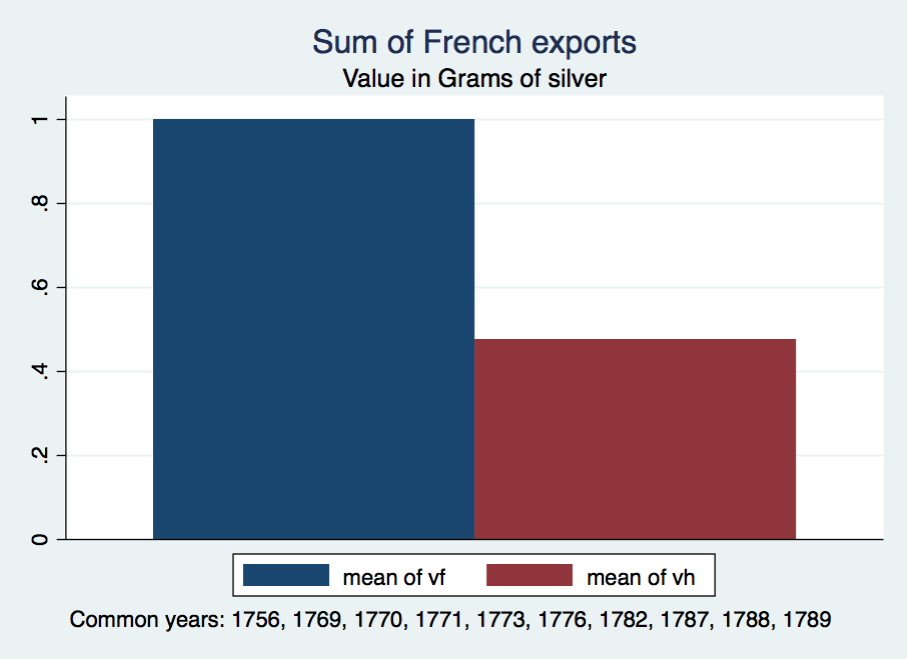 Sum of French exports
Value in Grams of silver
1
.8
.6
.4
.2
0
mean of vf mean of vh
Common years: 1756, 1769, 1770, 1771, 1773, 1776, 1782, 1787, 1788, 1789